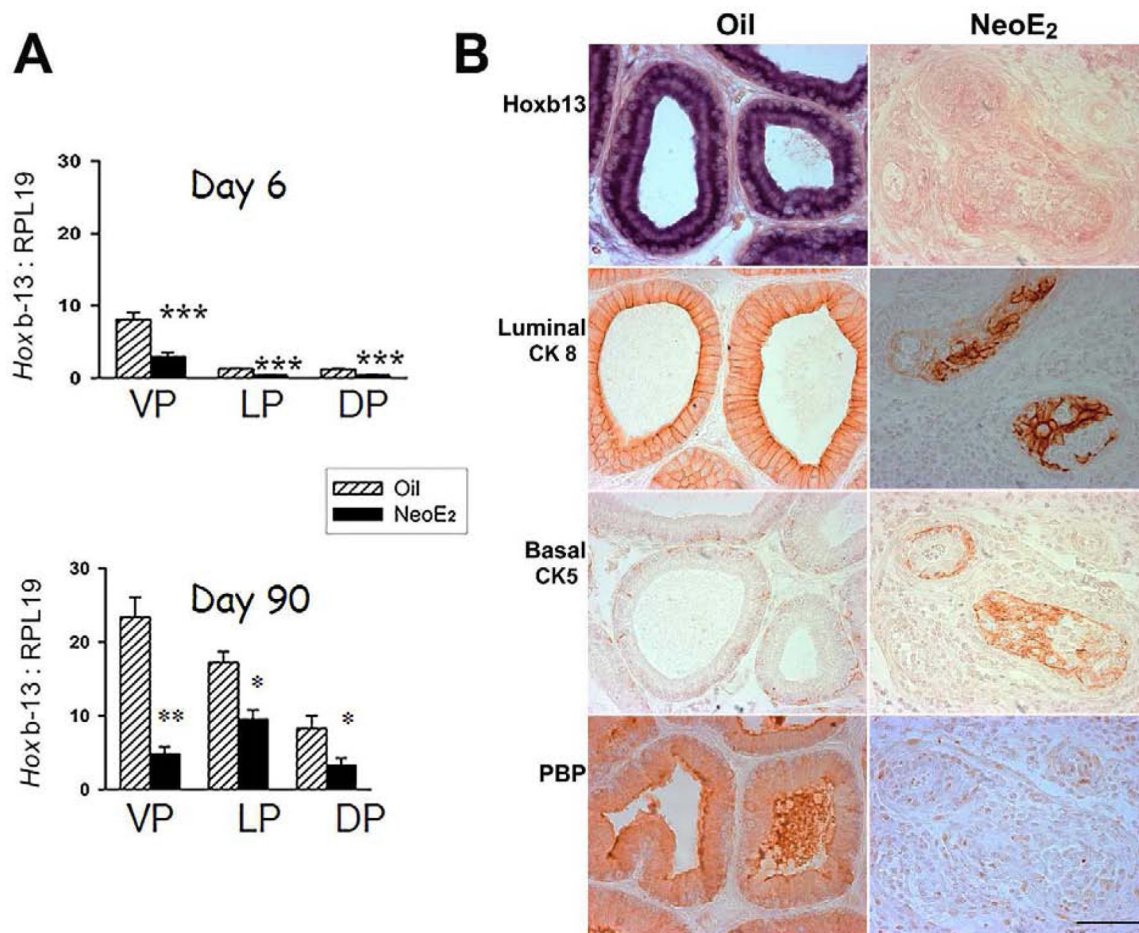 A
30
20
10
0
Hoxb-13 : RPL19
Day 6
***
***
***
VP LP DP
Oil
NeoE₂
30
20
10
0
Hoxb-13 : RPL19
Day 90
**
*
*
VP LP DP
B
Oil NeoE₂
Hoxb13
Luminal
CK 8
Basal
CK5
PBP